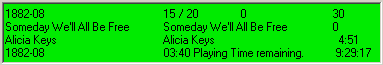 1882-08 15 / 20 0 30
Someday We'll All Be Free Someday We'll All Be Free 0
Alicia Keys Alicia Keys 4:51
1882-08 03:40 Playing Time remaining. 9:29:17